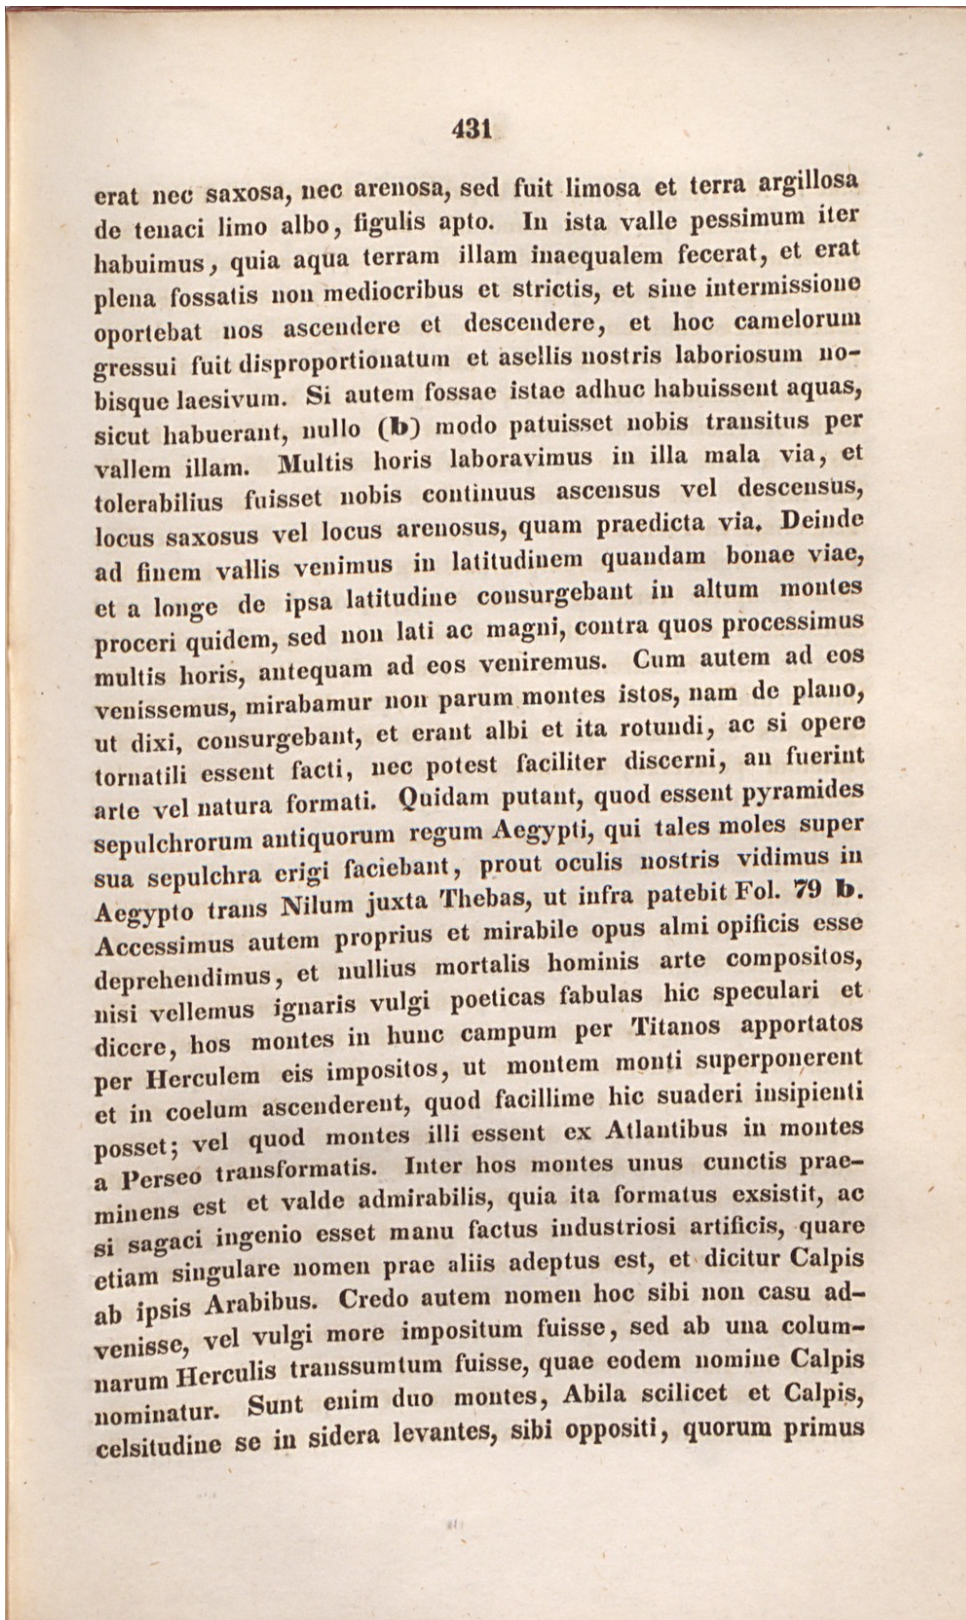 431
erat nec saxosa, nec arenosa, sed fuit limosa et terra argillosa
de tenaci limo albo, figulis apto. In ista valle pessimum iter
habuimus, quia aqua terram illam inaequalem fecerat, et erat
plena fossatis non mediocribus et strictis, et sine intermissione
oportebat nos ascendere et descendere, et hoc camelorum
gressui fuit disproportionatum et asellis nostris laboriosum no-
bisque laesivum. Si autem fossae istae adhuc habuissent aquas,
sicut habuerant, nullo (b) modo patuisset nobis transitus per
vallem illam. Multis horis laboravimus in illa mala via, et
tolerabilius fuisset nobis continuus ascensus vel descensus,
locus saxosus vel locus arenosus, quam praedicta via. Deinde
ad finem vallis venimus in latitudinem quandam bonae viae,
et a longe de ipsa latitudine consurgebant in altum montes
proceri quidem, sed non lati ac magni, contra quos processimus
multis horis, antequam ad eos veniremus. Cum autem ad eos
venissemus, mirabamur non parum montes istos, nam de plano,
ut dixi, consurgebant, et erant albi et ita rotundi, ac si opere
tornatili essent facti, nec potest faciliter discerni, an fuerint
arte vel natura formati. Quidam putant, quod essent pyramides
sepulchrorum antiquorum regum Aegypti, qui tales moles super
sua sepulchra erigi faciebant, prout oculis nostris vidimus in
Aegypto trans Nilum juxta Thebas, ut infra patebit Fol. 79 b.
Accessimus autem proprius et mirabile opus almi opificis esse
deprehendimus, et nullius mortalis hominis arte compositos,
nisi vellemus ignaris vulgi poeticas fabulas hic speculari et
dicere, hos montes in hunc campum per Titanos apportatos
per Herculem eis impositos, ut montem monti superponerent
et in coelum ascenderent, quod facillime hic suaderi insipienti
posset; vel quod montes illi essent ex Atlantibus in montes
a Perseo transformatis. Inter hos montes unus cunctis prae-
minens est et valde admirabilis, quia ita formatus exsistit, ac
si sagaci ingenio esset manu factus industriosi artificis, quare
etiam singulare nomen prae aliis adeptus est, et dicitur Calpis
ab ipsis Arabibus. Credo autem nomen hoc sibi non casu ad-
venisse, vel vulgi more impositum fuisse, sed ab una colum-
narum Herculis transsumtum fuisse, quae eodem nomine Calpis
nominatur. Sunt enim duo montes, Abila scilicet et Calpis,
celsitudine se in sidera levantes, sibi oppositi, quorum primus